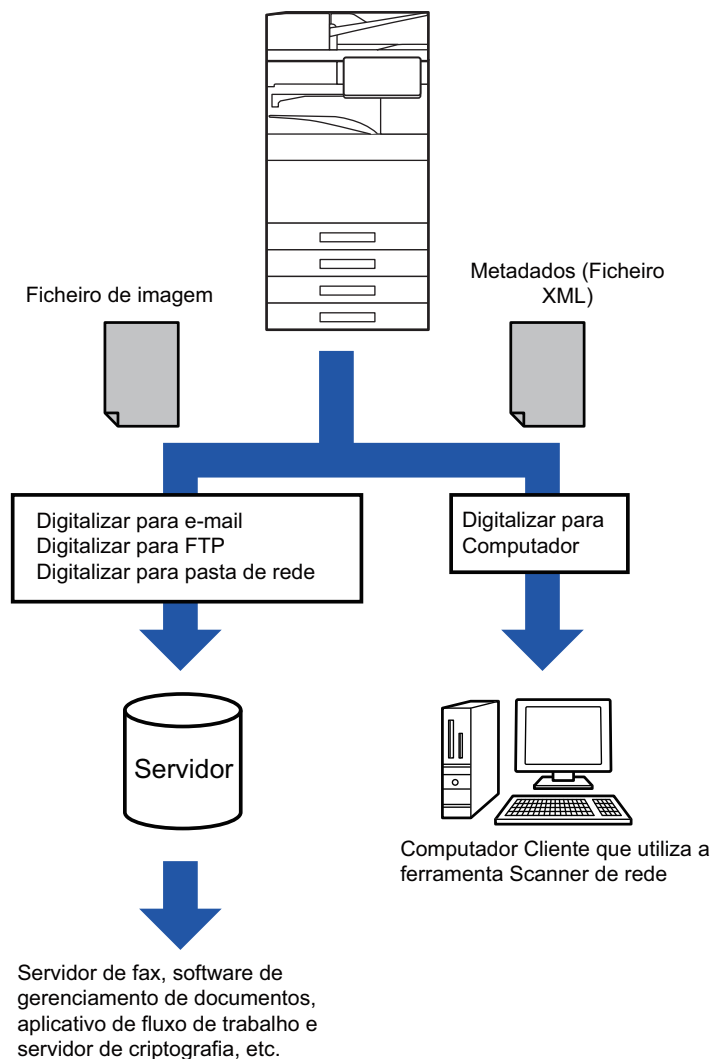 Ficheiro de imagem
Metadados (Ficheiro
XML)
Digitalizar para e-mail
Digitalizar para FTP
Digitalizar para pasta de rede
Digitalizar para
Computador
Servidor
Computador Cliente que utiliza a
ferramenta Scanner de rede
Servidor de fax, software de
gerenciamento de documentos,
aplicativo de fluxo de trabalho e
servidor de criptografia, etc.